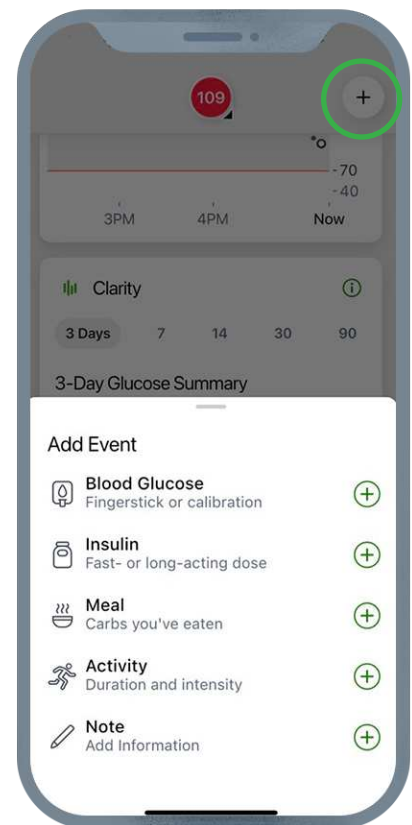 109
+
-70
-40
3PM 4PM Now
Clarity
3 Days 7 14 30 90
3-Day Glucose Summary
Add Event
Blood Glucose
Fingerstick or calibration
Insulin
Fast- or long-acting dose
Meal
Carbs you've eaten
Activity
Duration and intensity
Note
Add Information